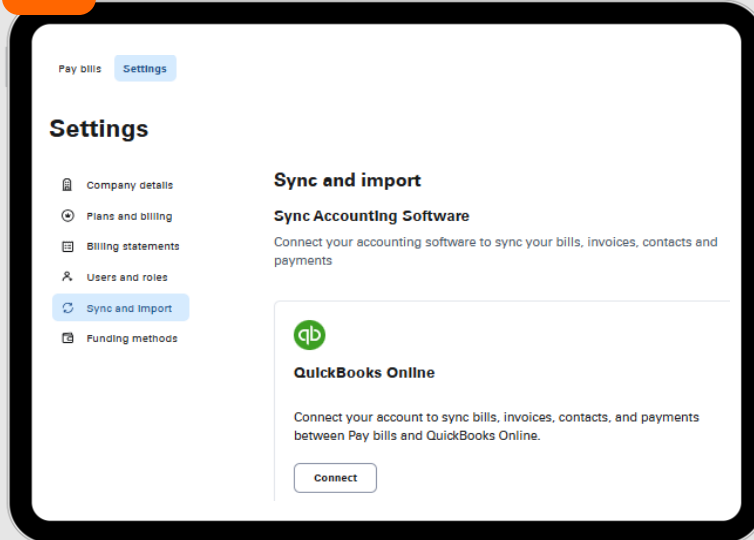 Pay bills Settings
Settings
Company details
Plans and billing
Billing statements
Users and roles
Sync and import
Funding methods
Sync and import
Sync Accounting Software
Connect your accounting software to sync your bills, invoices, contacts and
payments
qb
QuickBooks Online
Connect your account to sync bills, invoices, contacts, and payments
between Pay bills and QuickBooks Online.
Connect